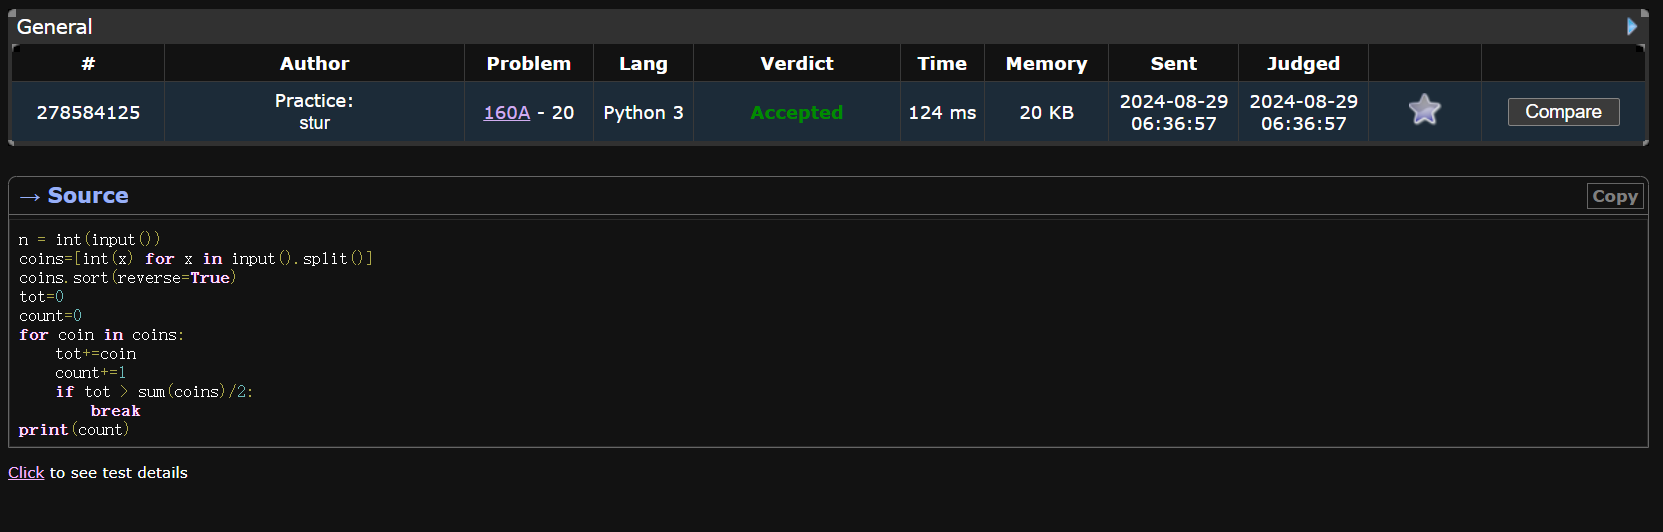 General
# Author Problem Lang Verdict Time Memory Sent Judged
278584125 Practice: stur 160A - 20 Python 3 Accepted 124 ms 20 KB 2024-08-29 06:36:57 2024-08-29 06:36:57 Compare
→ Source Copy
n = int(input())
coins=[int(x) for x in input().split()]
coins.sort(reverse=True)
tot=0
count=0
for coin in coins:
    tot+=coin
    count+=1
    if tot > sum(coins)/2:
        break
print(count)
Click to see test details